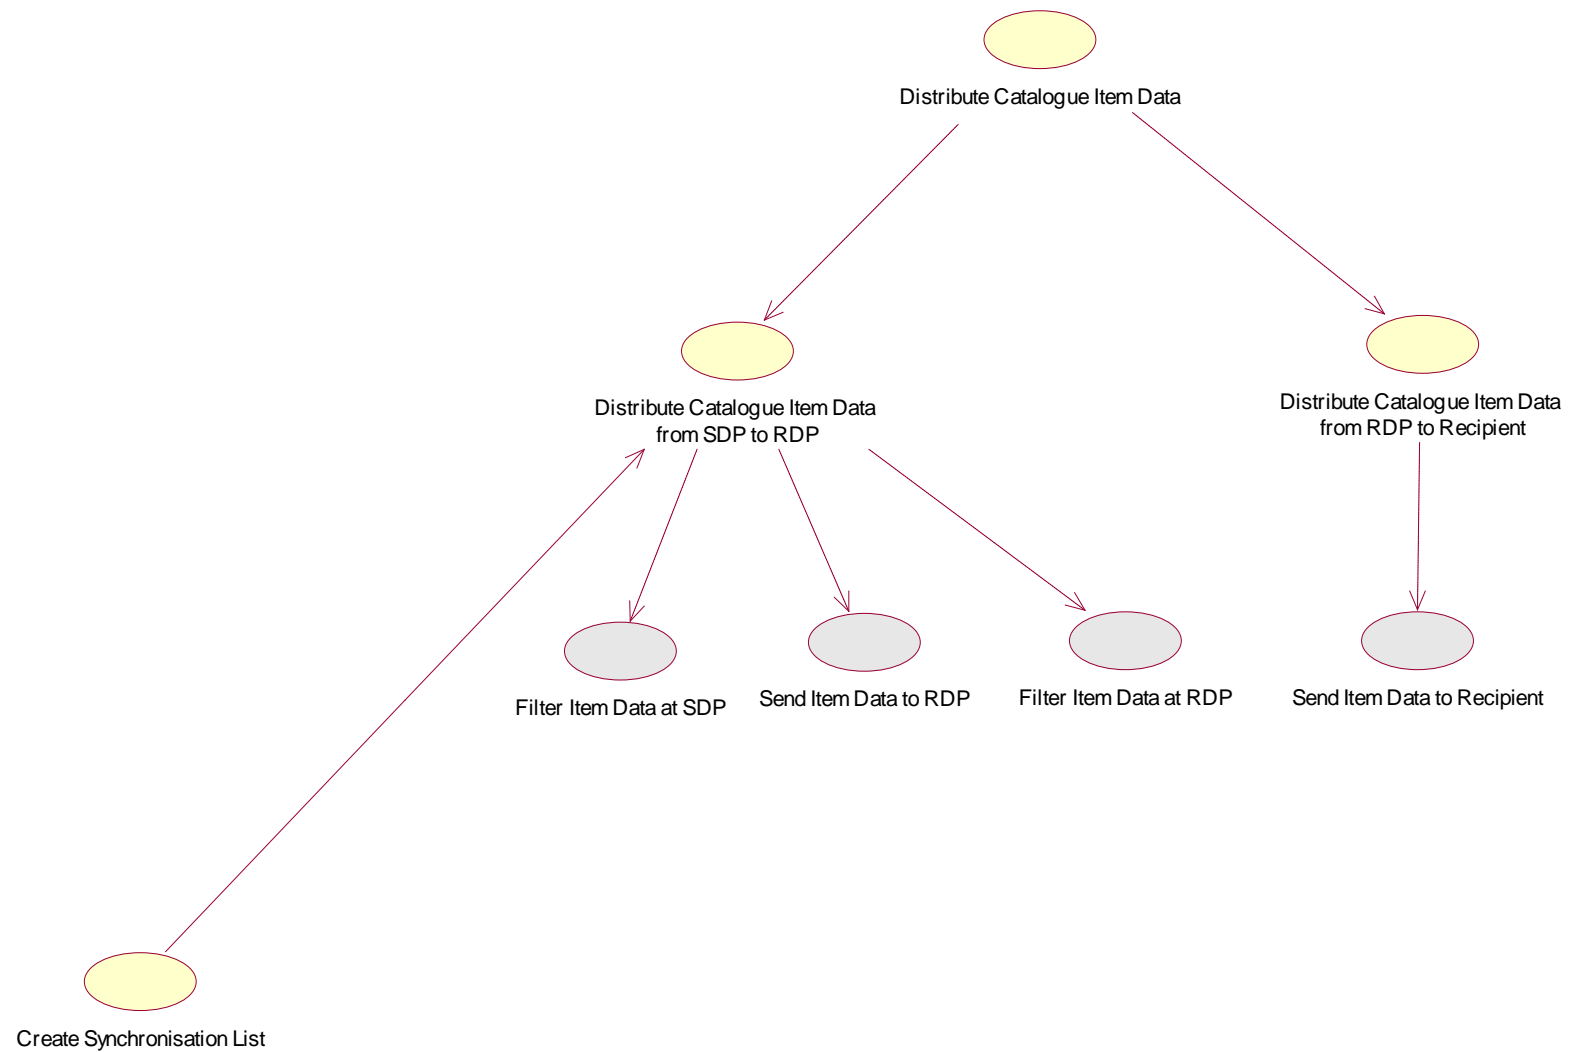 Distribute Catalogue Item Data
Distribute Catalogue Item Data
from SDP to RDP
Distribute Catalogue Item Data
from RDP to Recipient
Filter Item Data at SDP
Send Item Data to RDP
Filter Item Data at RDP
Send Item Data to Recipient
Create Synchronisation List